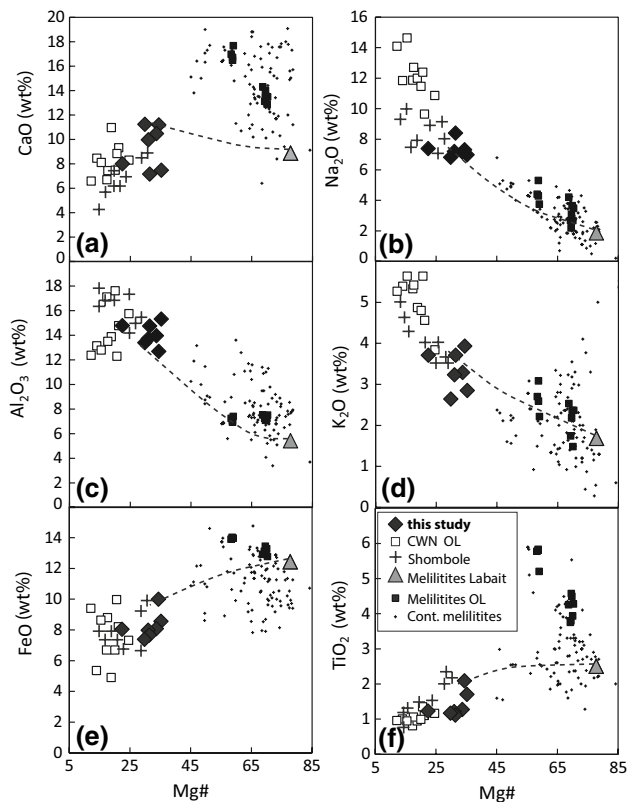 20
18
16
14
12
10
8
6
4
2
0
CaO (wt%)
(a)
16
14
12
10
8
6
4
2
0
Na₂O (wt%)
(b)
18
16
14
12
10
8
6
4
2
0
Al₂O₃ (wt%)
(c)
5
4
3
2
1
0
K₂O (wt%)
(d)
14
12
10
8
6
4
2
0
FeO (wt%)
(e)
5 25 45 65 85
Mg#
6
5
4
3
2
1
0
TiO₂ (wt%)
this study
CWN OL
Shombole
Melilitites Labait
Melilitites OL
Cont. melilitites
(f)
5 25 45 65 85
Mg#